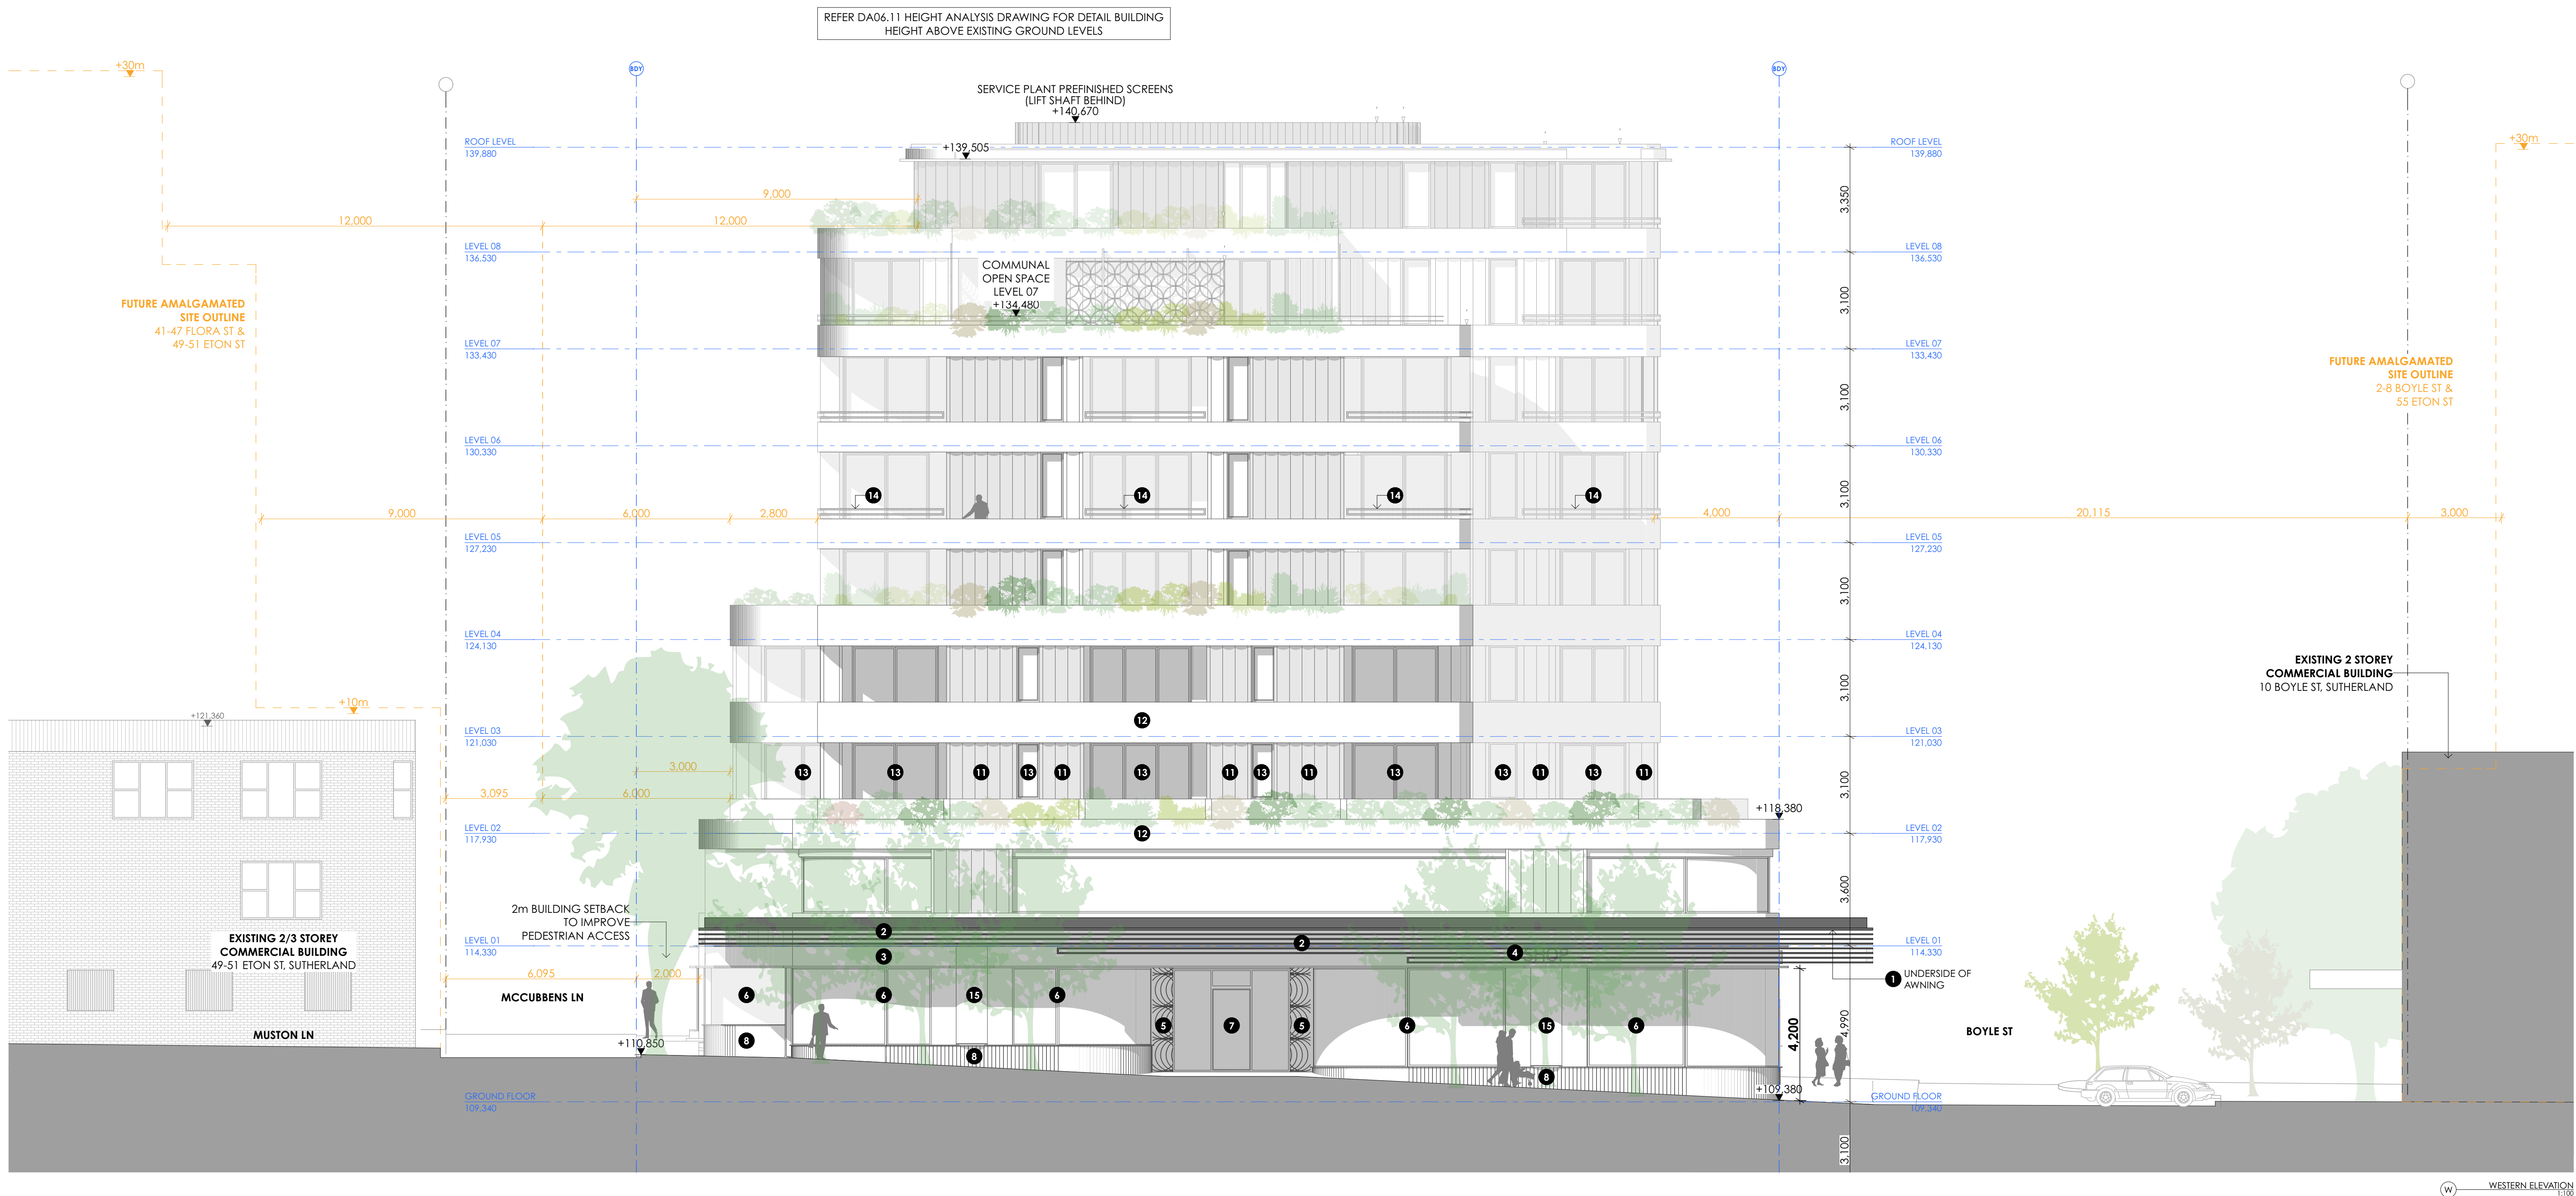 REFER DA06.11 HEIGHT ANALYSIS DRAWING FOR DETAIL BUILDING
HEIGHT ABOVE EXISTING GROUND LEVELS
+30m
BDY
BDY
SERVICE PLANT PREFINISHED SCREENS
(LIFT SHAFT BEHIND)
+140,670
ROOF LEVEL
139,880
+139,505
ROOF LEVEL
139,880
+30m
9,000
3,350
12,000
12,000
LEVEL 08
136,530
LEVEL 08
136,530
COMMUNAL
OPEN SPACE
LEVEL 07
+134,480
3,100
FUTURE AMALGAMATED
SITE OUTLINE
41-47 FLORA ST &
49-51 ETON ST
LEVEL 07
133,430
LEVEL 07
133,430
FUTURE AMALGAMATED
SITE OUTLINE
2-8 BOYLE ST &
55 ETON ST
3,100
LEVEL 06
130,330
LEVEL 06
130,330
14
14
14
14
3,100
9,000
6,000
2,800
4,000
20,115
3,000
LEVEL 05
127,230
LEVEL 05
127,230
3,100
LEVEL 04
124,130
LEVEL 04
124,130
EXISTING 2 STOREY
COMMERCIAL BUILDING
10 BOYLE ST, SUTHERLAND
3,100
+10m
+121,360
12
LEVEL 03
121,030
LEVEL 03
121,030
3,000
13
13
11
13
11
13
11
13
11
13
13
11
13
11
3,100
3,095
6,000
+118,380
LEVEL 02
117,930
12
LEVEL 02
117,930
3,600
2m BUILDING SETBACK
TO IMPROVE
PEDESTRIAN ACCESS
EXISTING 2/3 STOREY
COMMERCIAL BUILDING
49-51 ETON ST, SUTHERLAND
LEVEL 01
114,330
2
2
3
4
SHOP
LEVEL 01
114,330
6,095
2,000
1
UNDERSIDE OF
AWNING
MCCUBBENS LN
6
6
15
6
5
7
5
6
15
6
4,200
4,990
BOYLE ST
MUSTON LN
+110,850
8
8
8
+109,380
GROUND FLOOR
109,340
GROUND FLOOR
109,340
3,100
W
WESTERN ELEVATION
1:100